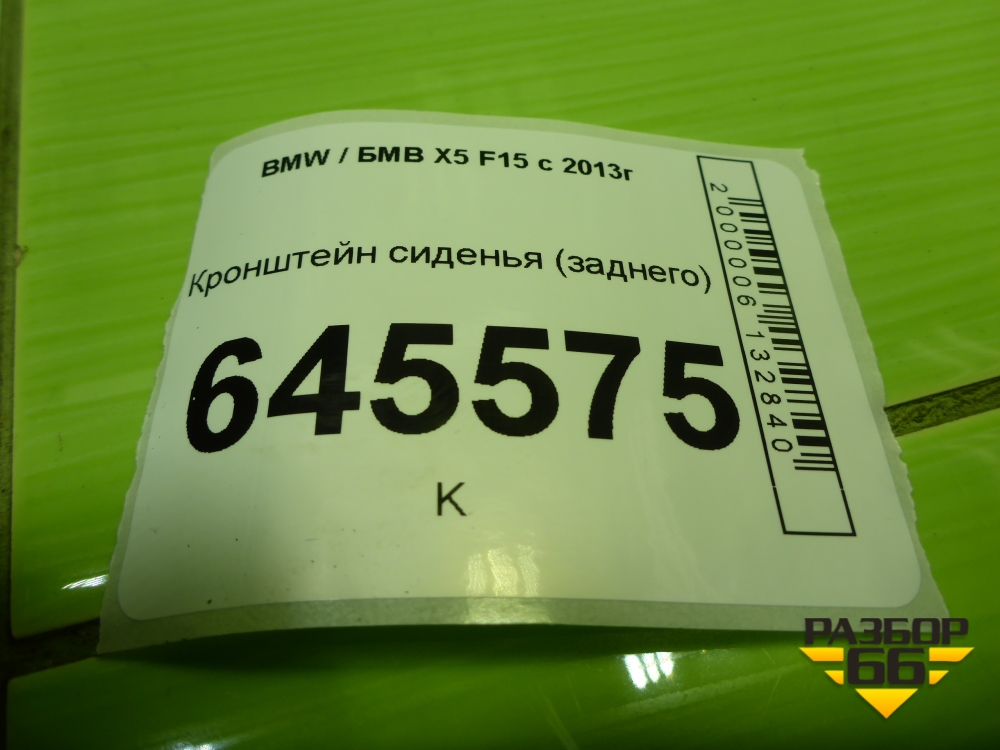 BMW / БМВ X5 F15 с 2013г
Кронштейн сиденья (заднего)
645575
К
2000006132840
РАЗБОР
66